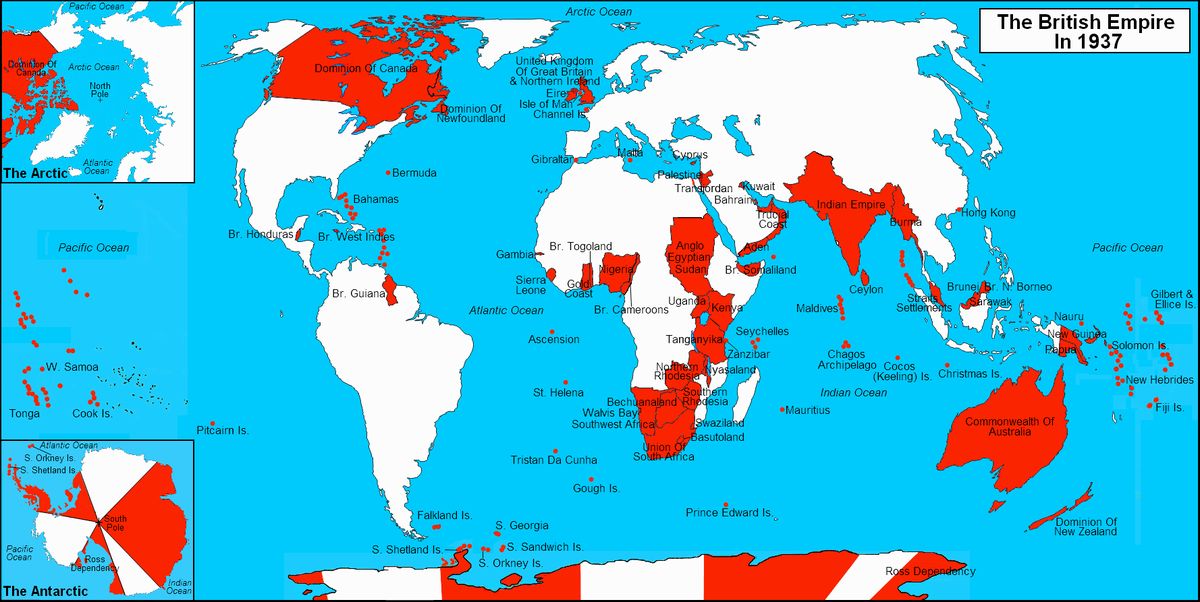 Pacific Ocean
Dominion Of
Canada
Arctic Ocean
North
Pole
Atlantic
Ocean
The Arctic
Arctic Ocean
The British Empire
In 1937
Dominion Of Canada
United Kingdom
Of Great Britain
& Northern Ireland
Eire
Isle of Man
Channel Is.
Dominion Of
Newfoundland
Gibraltar
Malta
Cyprus
Palestine
Transjordan
Kuwait
Bahrain
Trucial
Coast
Bermuda
Bahamas
Br. Honduras
Br. West Indies
Indian Empire
Burma
Hong Kong
Pacific Ocean
Pacific Ocean
Br. Togoland
Gambia
Nigeria
Anglo
Egyptian
Sudan
Aden
Br. Somaliland
Sierra
Leone
Gold
Coast
Br. Cameroons
Br. Guiana
Uganda
Kenya
Maldives
Ceylon
Straits
Settlements
Brunei
Br. N. Borneo
Sarawak
Gilbert &
Ellice Is.
Nauru
New Guinea
Papua
Solomon Is.
Atlantic Ocean
Ascension
Tanganyika
Seychelles
Zanzibar
Chagos
Archipelago
Cocos
(Keeling) Is.
Christmas Is.
New Hebrides
Fiji Is.
W. Samoa
Tonga
Cook Is.
Pitcairn Is.
St. Helena
Northern
Rhodesia
Nyasaland
Southern
Rhodesia
Indian Ocean
Mauritius
Bechuanaland
Walvis Bay
Southwest Africa
Swaziland
Basutoland
Union Of
South Africa
Commonwealth Of
Australia
Tristan Da Cunha
Gough Is.
Prince Edward Is.
Dominion Of
New Zealand
Falkland Is.
S. Georgia
S. Shetland Is.
S. Sandwich Is.
S. Orkney Is.
Ross Dependency
Atlantic Ocean
S. Orkney Is.
S. Shetland Is.
South
Pole
Pacific
Ocean
Ross
Dependency
Indian
Ocean
The Antarctic